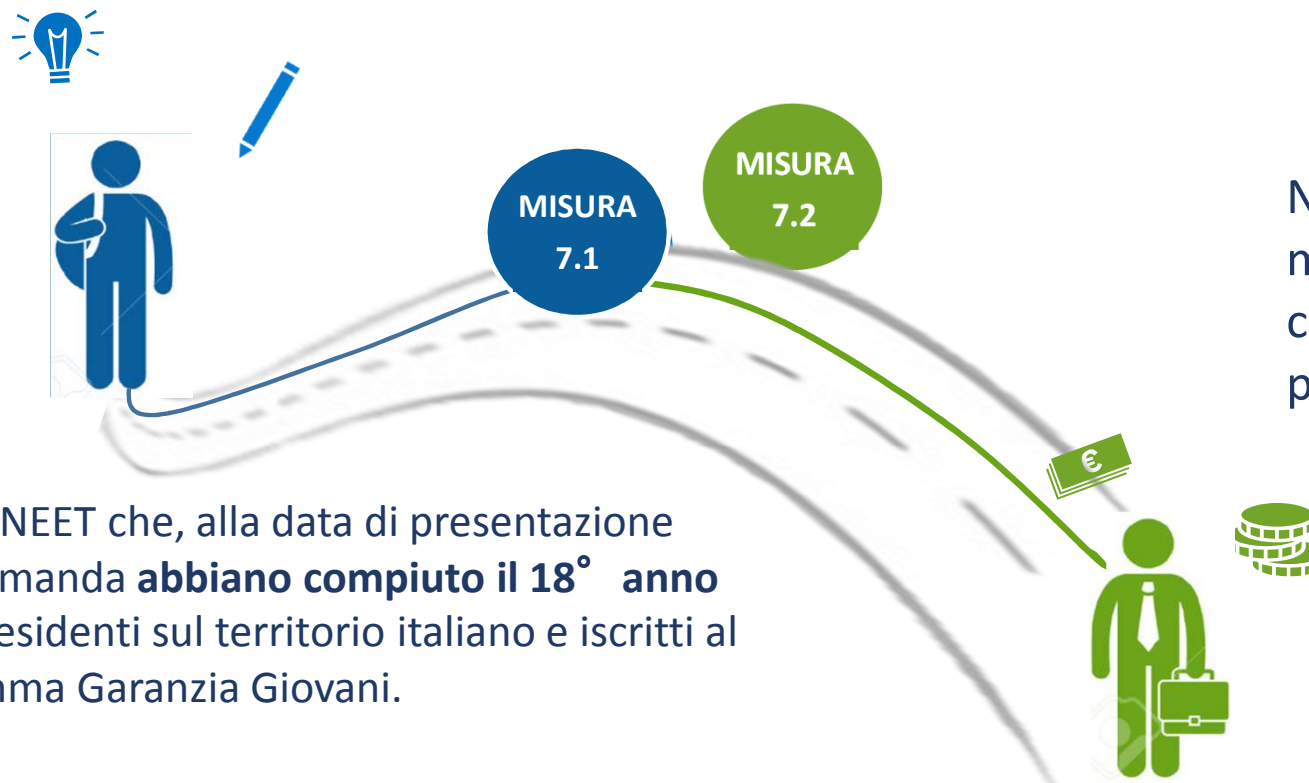 MISURA
7.1
MISURA
7.2
€
NEET che, alla data di presentazione
manda abbiano compiuto il 18° anno
esidenti sul territorio italiano e iscritti al
ma Garanzia Giovani.